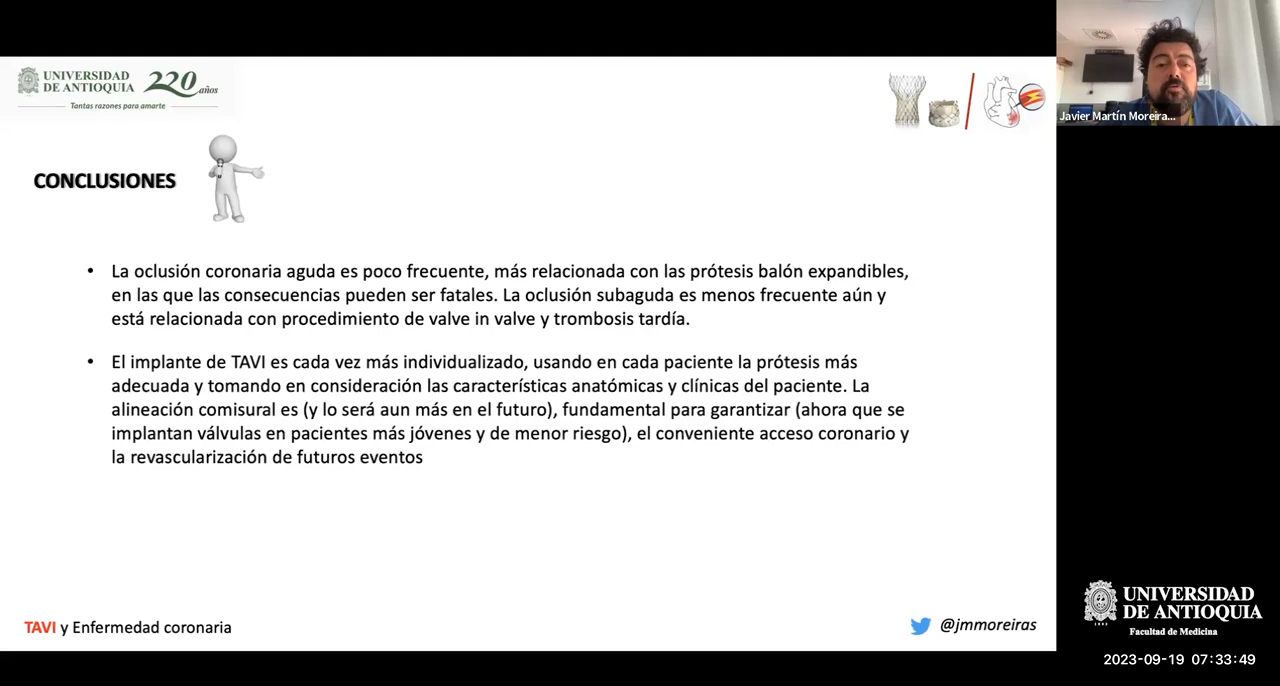 UNIVERSIDAD
DE ANTIOQUIA
220 años
Tantas razones para amarte
CONCLUSIONES
• La oclusión coronaria aguda es poco frecuente, más relacionada con las prótesis balón expandibles,
en las que las consecuencias pueden ser fatales. La oclusión subaguda es menos frecuente aún y
está relacionada con procedimiento de valve in valve y trombosis tardía.
• El implante de TAVI es cada vez más individualizado, usando en cada paciente la prótesis más
adecuada y tomando en consideración las características anatómicas y clínicas del paciente. La
alineación comisural es (y lo será aun más en el futuro), fundamental para garantizar (ahora que se
implantan válvulas en pacientes más jóvenes y de menor riesgo), el conveniente acceso coronario y
la revascularización de futuros eventos
TAVI y Enfermedad coronaria
@jmmoreiras
Javier Martín Moreira...
UNIVERSIDAD
DE ANTIOQUIA
Facultad de Medicina
2023-09-19 07:33:49